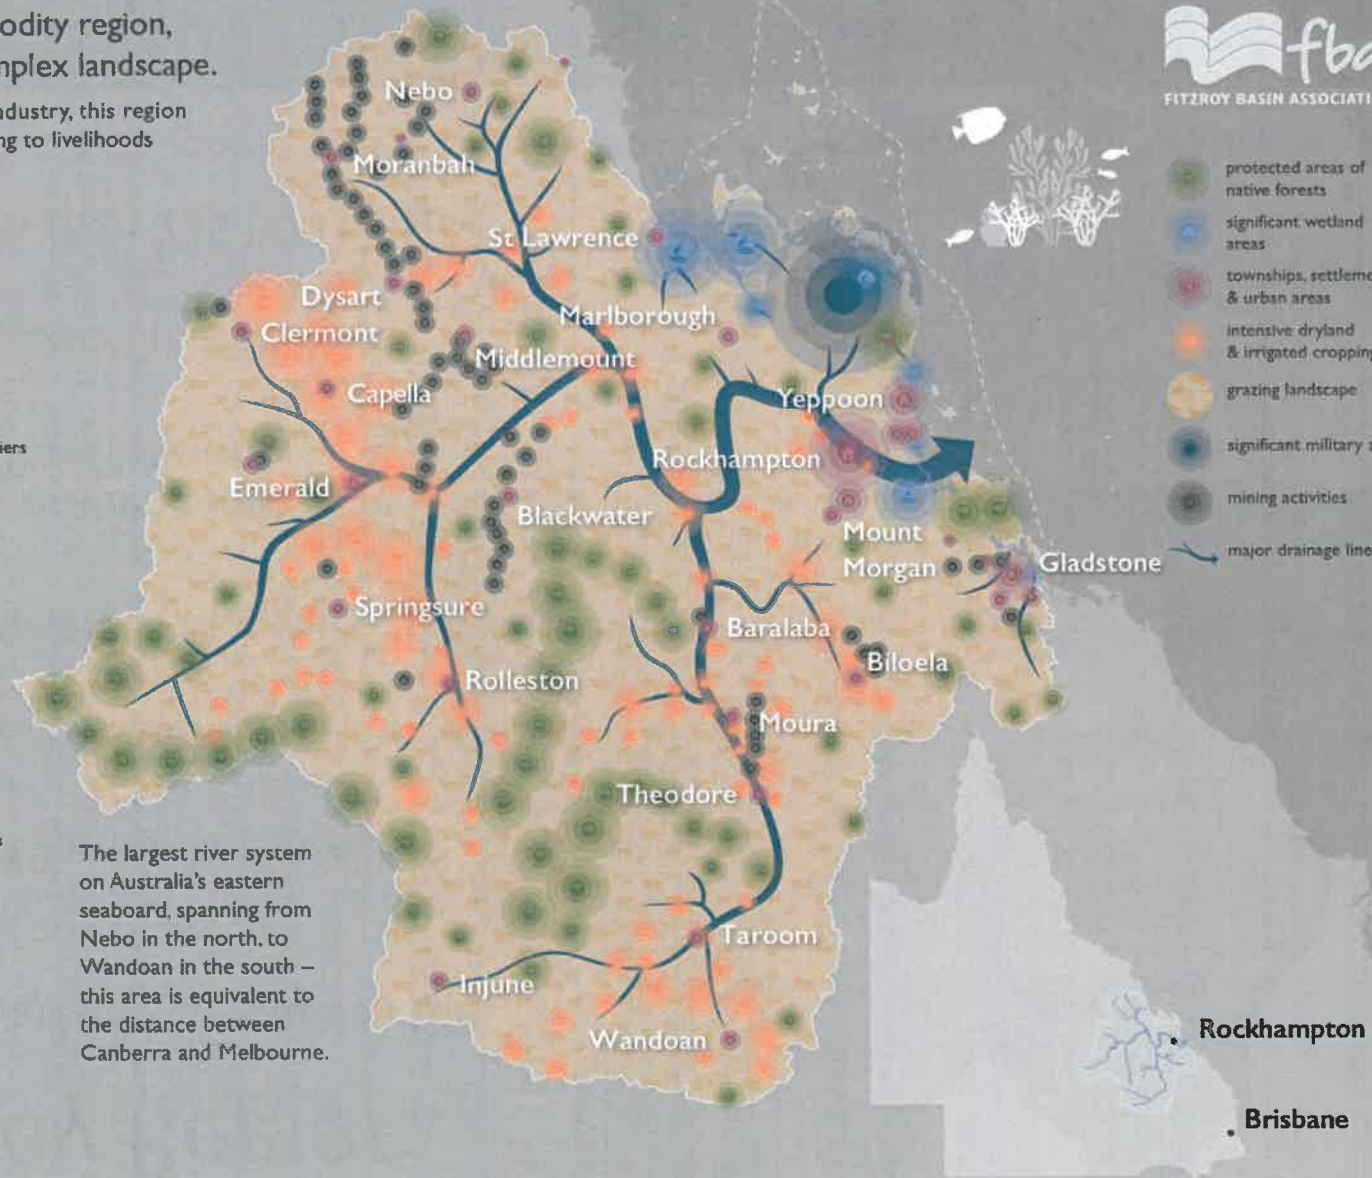 odity region,
nplex landscape.
ndustry, this region
ng to livelihoods
iers
s
The largest river system
on Australia's eastern
seaboard, spanning from
Nebo in the north, to
Wandoan in the south –
this area is equivalent to
the distance between
Canberra and Melbourne.
Nebo
Moranbah
St Lawrence
Dysart
Clermont
Marlborough
Middlemount
Capella
Yeppoon
Rockhampton
Emerald
Blackwater
Mount
Morgan
Gladstone
Springsure
Baralaba
Biloela
Rolleston
Moura
Theodore
Taroom
Injune
Wandoan
fba
FITZROY BASIN ASSOCIATI
protected areas of
native forests
significant wetland
areas
townships, settleme
& urban areas
intensive dryland
& irrigated cropping
grazing landscape
significant military a
mining activities
major drainage line
Rockhampton
Brisbane